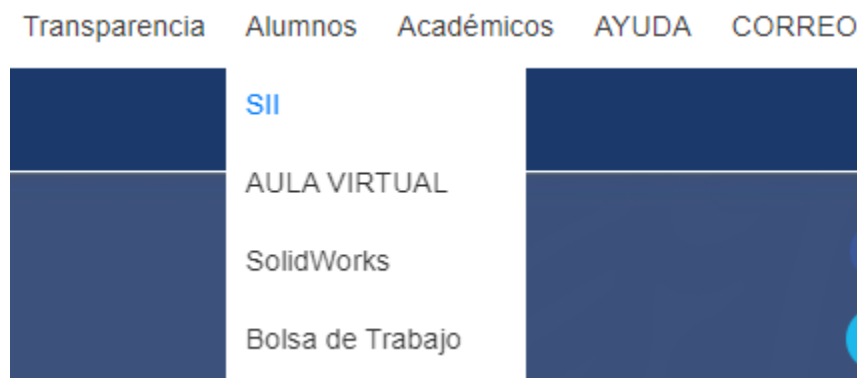 Transparencia Alumnos Académicos AYUDA CORREO
SII
AULA VIRTUAL
SolidWorks
Bolsa de Trabajo